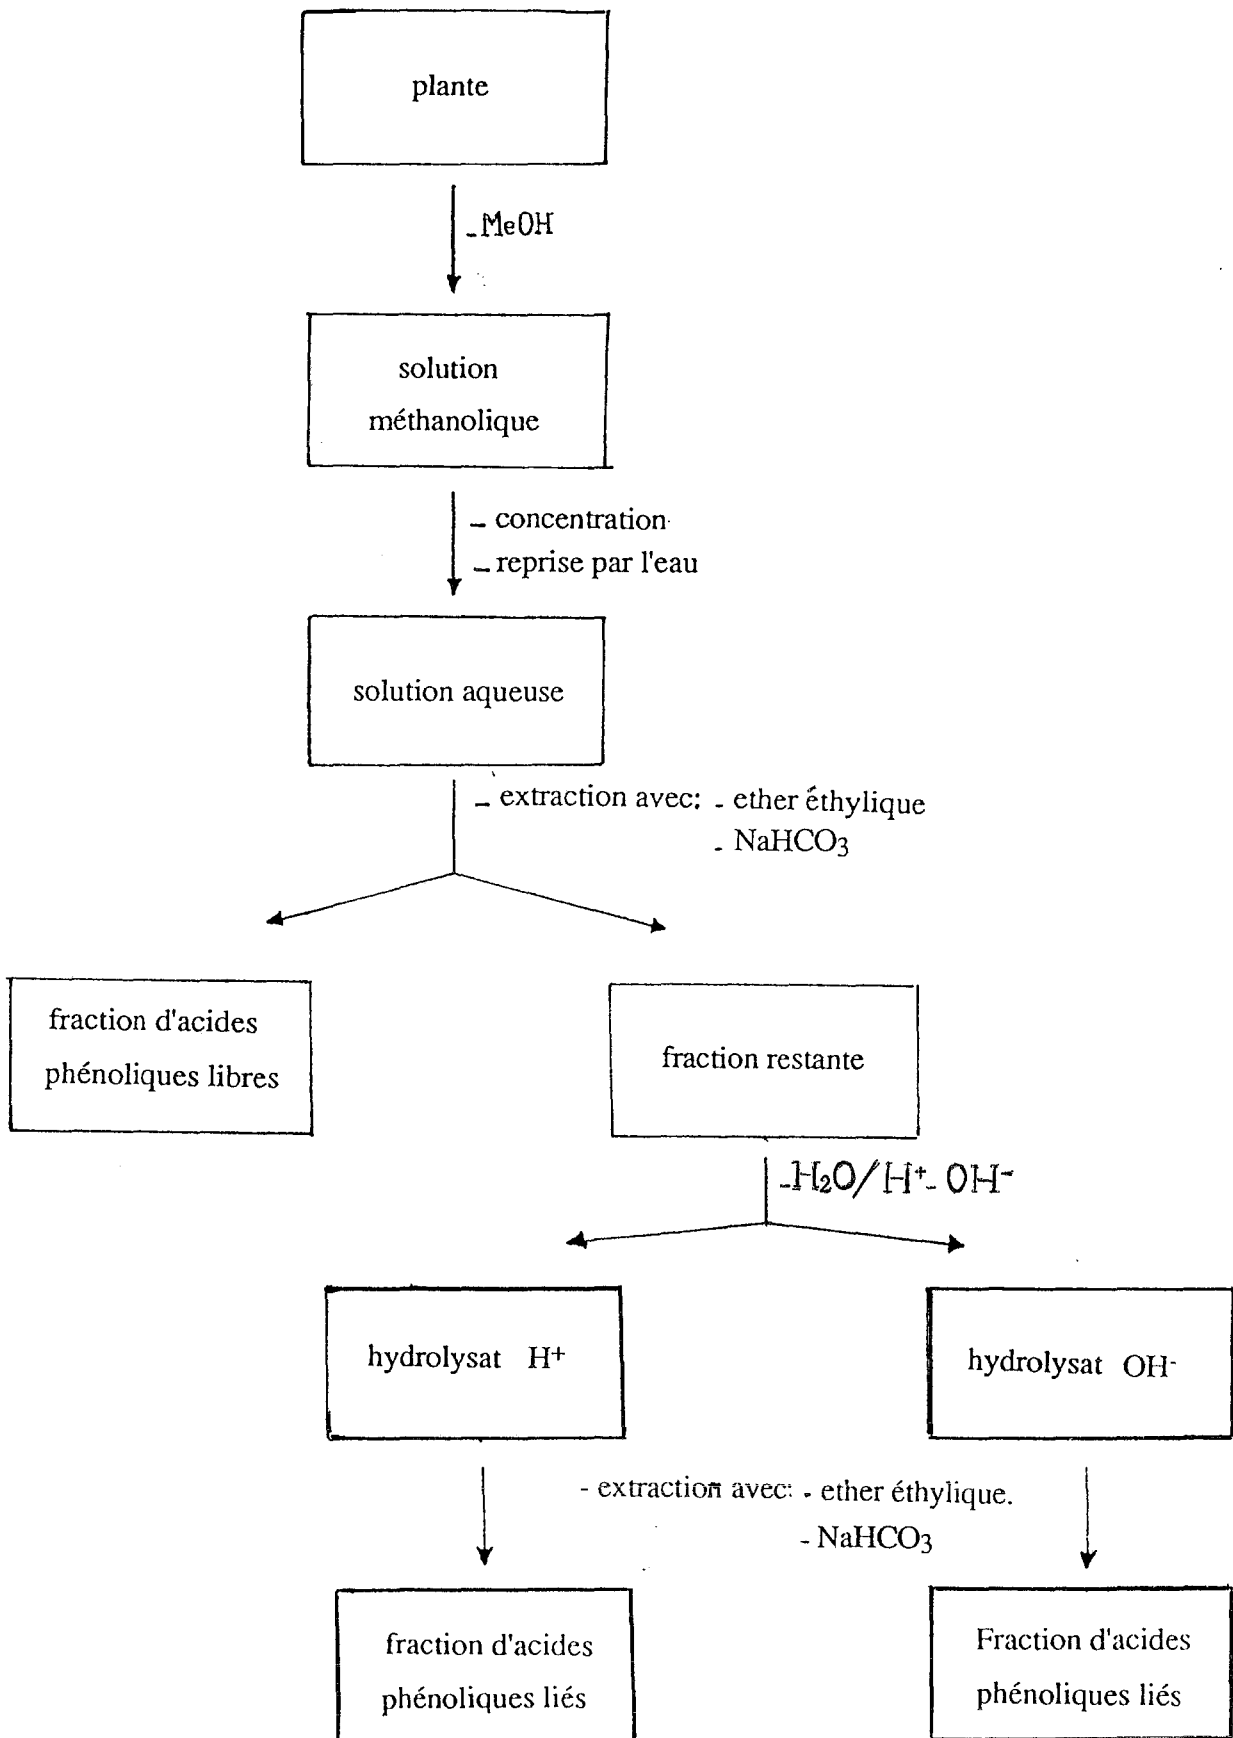 plante
- MeOH
solution
méthanolique
- concentration
- reprise par l'eau
solution aqueuse
- extraction avec: - ether éthylique
- NaHCO3
fraction d'acides
phénoliques libres
fraction restante
- H2O/H+- OH-
hydrolysat H+
hydrolysat OH-
- extraction avec: - ether éthylique.
- NaHCO3
fraction d'acides
phénoliques liés
Fraction d'acides
phénoliques liés